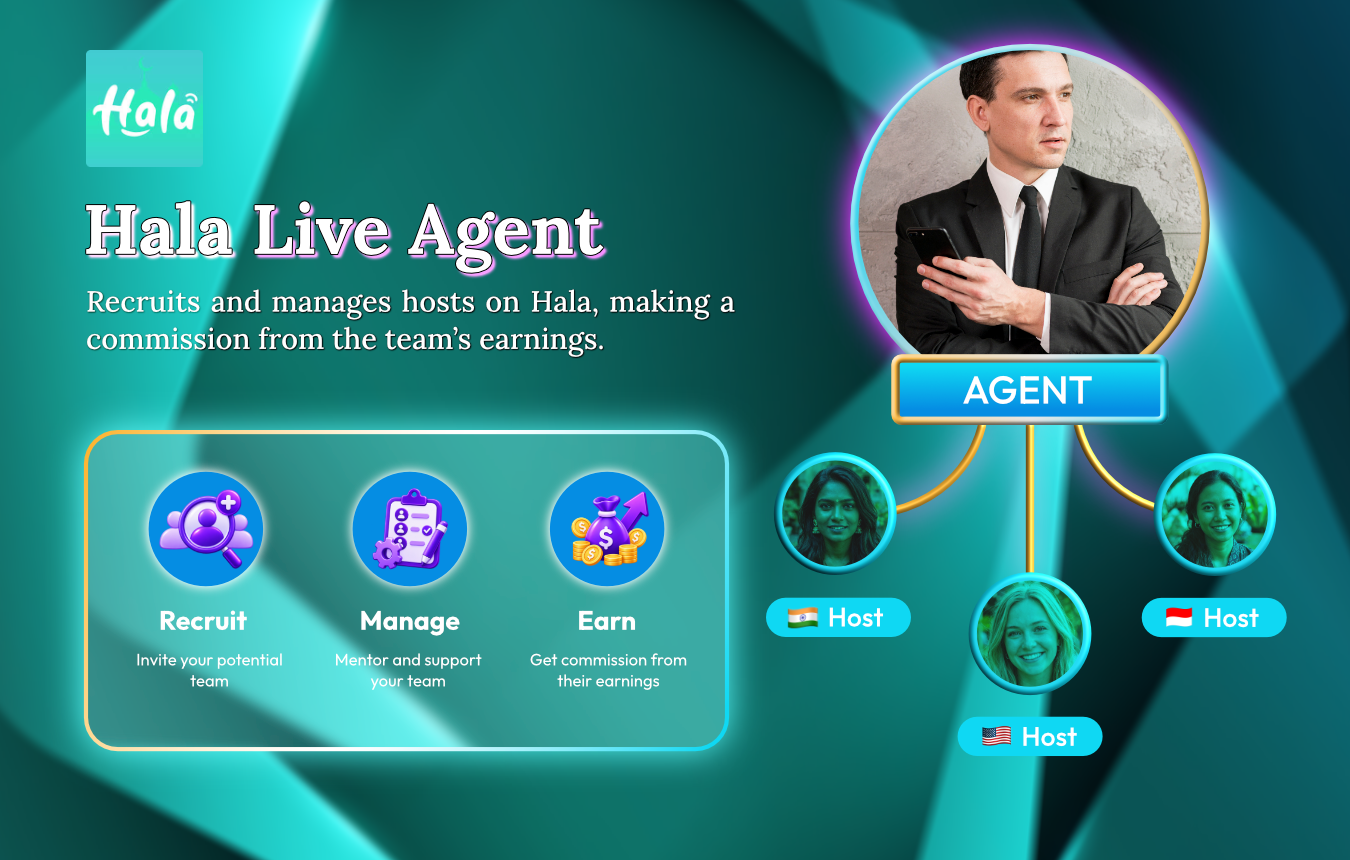 Hala
Hala Live Agent
Recruits and manages hosts on Hala, making a
commission from the team’s earnings.
Recruit
Invite your potential
team
Manage
Mentor and support
your team
Earn
Get commission from
their earnings
AGENT
Host
Host
Host